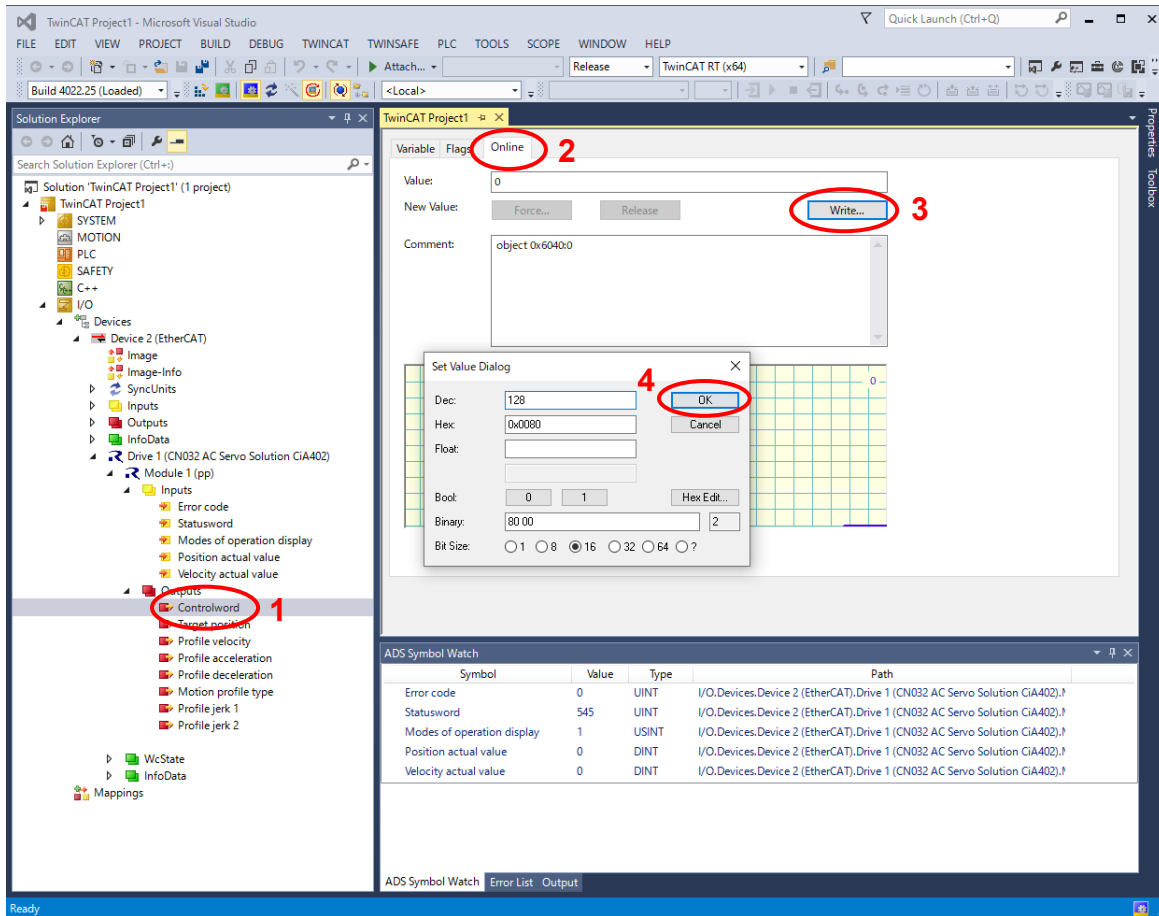 TwinCAT Project1 - Microsoft Visual Studio
Quick Launch (Ctrl+Q)
FILE EDIT VIEW PROJECT BUILD DEBUG TWINCAT TWINSAFE PLC TOOLS SCOPE WINDOW HELP
Attach... Release TwinCAT RT (x64)
Build 4022.25 (Loaded) <Local>
Solution Explorer
Search Solution Explorer (Ctrl+:)
Solution 'TwinCAT Project1' (1 project)
TwinCAT Project1
SYSTEM
MOTION
PLC
SAFETY
C++
I/O
Devices
Device 2 (EtherCAT)
Image
Image-Info
SyncUnits
Inputs
Outputs
InfoData
Drive 1 (CN032 AC Servo Solution CiA402)
Module 1 (pp)
Inputs
Error code
Statusword
Modes of operation display
Position actual value
Velocity actual value
Outputs
Controlword 1
Target position
Profile velocity
Profile acceleration
Profile deceleration
Motion profile type
Profile jerk 1
Profile jerk 2
WcState
InfoData
Mappings
TwinCAT Project1
Variable Flags Online 2
Value: 0
New Value: Force... Release Write... 3
Comment: object 0x6040:0
0
Set Value Dialog
4
Dec: 128 OK
Hex: 0x0080 Cancel
Float:
Bool: 0 1 Hex Edit...
Binary: 80 00 2
Bit Size: 1 8 16 32 64 ?
ADS Symbol Watch
Symbol Value Type Path
Error code 0 UINT I/O.Devices.Device 2 (EtherCAT).Drive 1 (CN032 AC Servo Solution CiA402).
Statusword 545 UINT I/O.Devices.Device 2 (EtherCAT).Drive 1 (CN032 AC Servo Solution CiA402).
Modes of operation display 1 USINT I/O.Devices.Device 2 (EtherCAT).Drive 1 (CN032 AC Servo Solution CiA402).
Position actual value 0 DINT I/O.Devices.Device 2 (EtherCAT).Drive 1 (CN032 AC Servo Solution CiA402).
Velocity actual value 0 DINT I/O.Devices.Device 2 (EtherCAT).Drive 1 (CN032 AC Servo Solution CiA402).
ADS Symbol Watch Error List Output
Properties
Toolbox
Ready